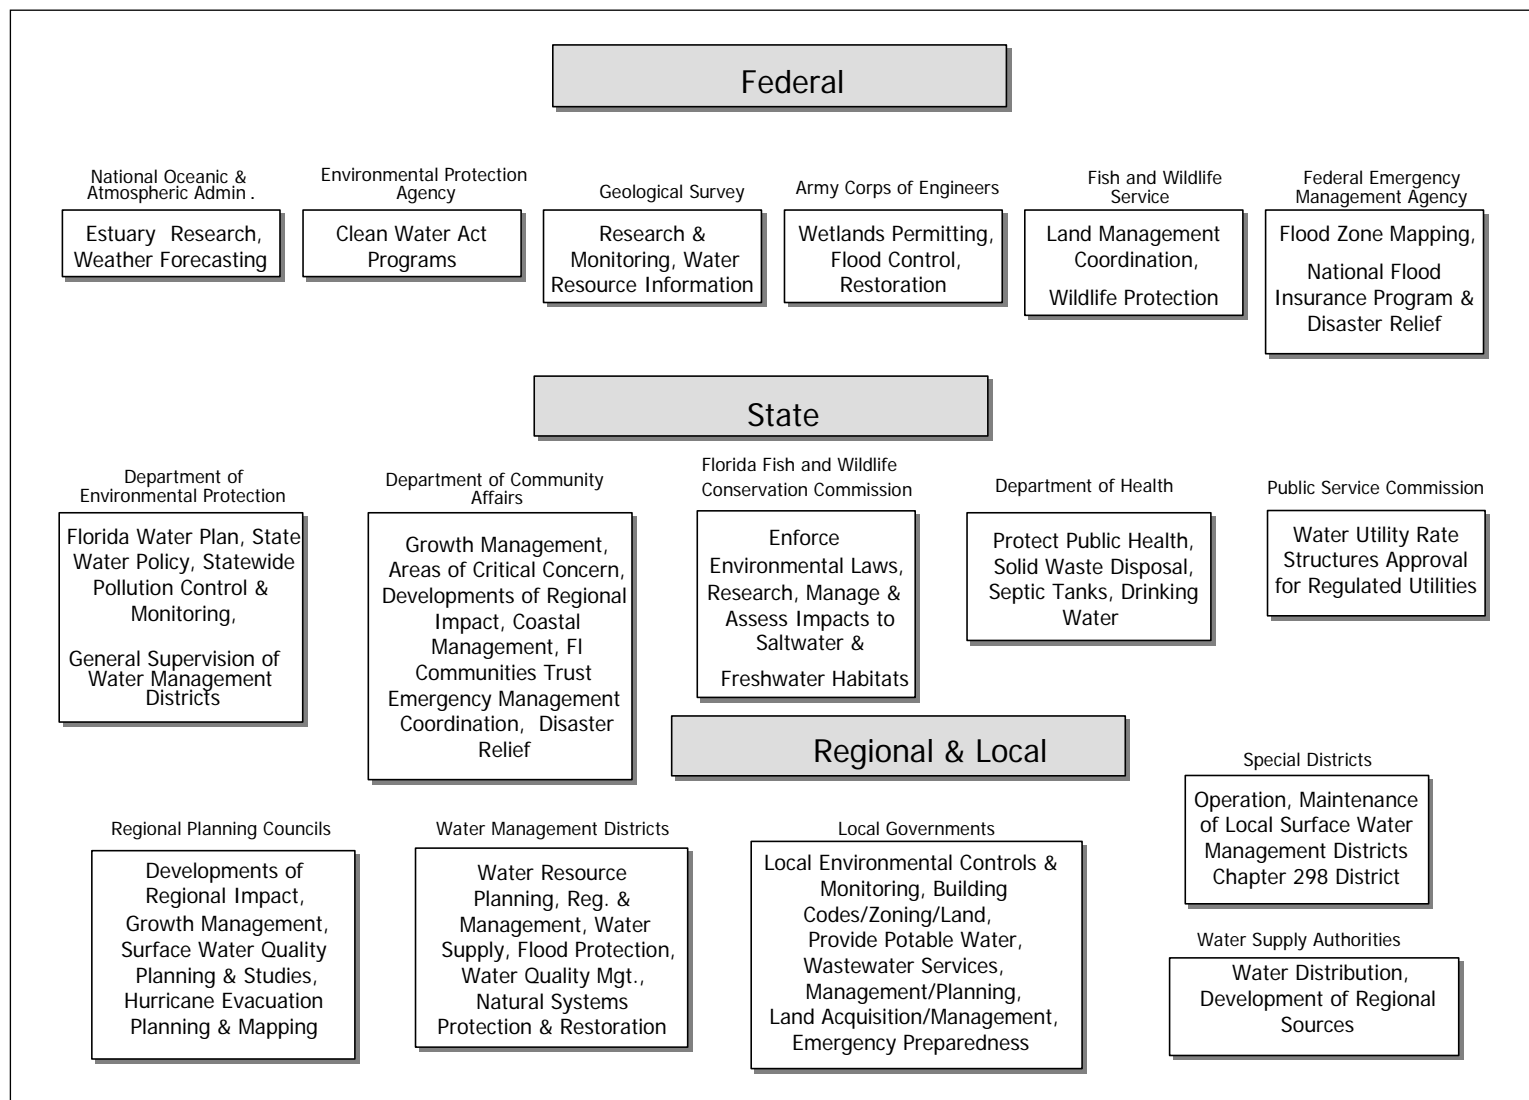 Federal
National Oceanic &
Atmospheric Admin .
Estuary Research,
Weather Forecasting
Environmental Protection
Agency
Clean Water Act
Programs
Geological Survey
Research &
Monitoring, Water
Resource Information
Army Corps of Engineers
Wetlands Permitting,
Flood Control,
Restoration
Fish and Wildlife
Service
Land Management
Coordination,
Wildlife Protection
Federal Emergency
Management Agency
Flood Zone Mapping,
National Flood
Insurance Program &
Disaster Relief
State
Department of
Environmental Protection
Florida Water Plan, State
Water Policy, Statewide
Pollution Control &
Monitoring,
General Supervision of
Water Management
Districts
Department of Community
Affairs
Growth Management,
Areas of Critical Concern,
Developments of Regional
Impact, Coastal
Management, Fl
Communities Trust
Emergency Management
Coordination, Disaster
Relief
Florida Fish and Wildlife
Conservation Commission
Enforce
Environmental Laws,
Research, Manage &
Assess Impacts to
Saltwater &
Freshwater Habitats
Department of Health
Protect Public Health,
Solid Waste Disposal,
Septic Tanks, Drinking
Water
Public Service Commission
Water Utility Rate
Structures Approval
for Regulated Utilities
Regional & Local
Regional Planning Councils
Developments of
Regional Impact,
Growth Management,
Surface Water Quality
Planning & Studies,
Hurricane Evacuation
Planning & Mapping
Water Management Districts
Water Resource
Planning, Reg. &
Management, Water
Supply, Flood Protection,
Water Quality Mgt.,
Natural Systems
Protection & Restoration
Local Governments
Local Environmental Controls &
Monitoring, Building
Codes/Zoning/Land,
Provide Potable Water,
Wastewater Services,
Management/Planning,
Land Acquisition/Management,
Emergency Preparedness
Special Districts
Operation, Maintenance
of Local Surface Water
Management Districts
Chapter 298 District
Water Supply Authorities
Water Distribution,
Development of Regional
Sources